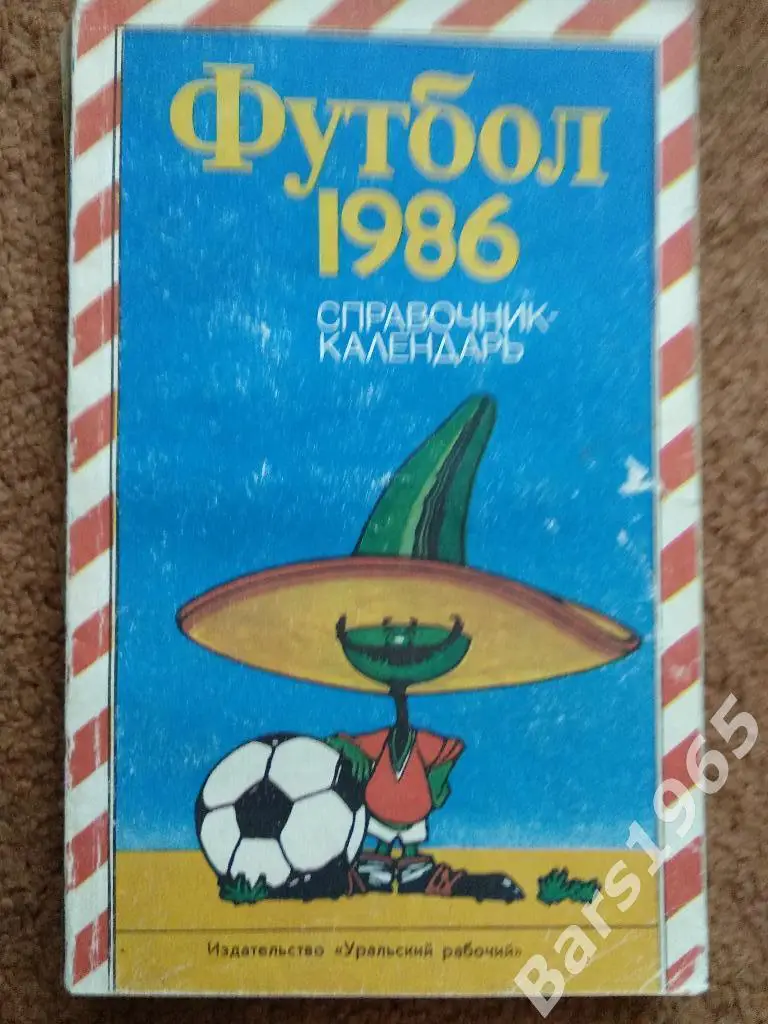 Футбол
1986
СПРАВОЧНИК-
КАЛЕНДАРЬ
Издательство «Уральский рабочий»
Bars1965